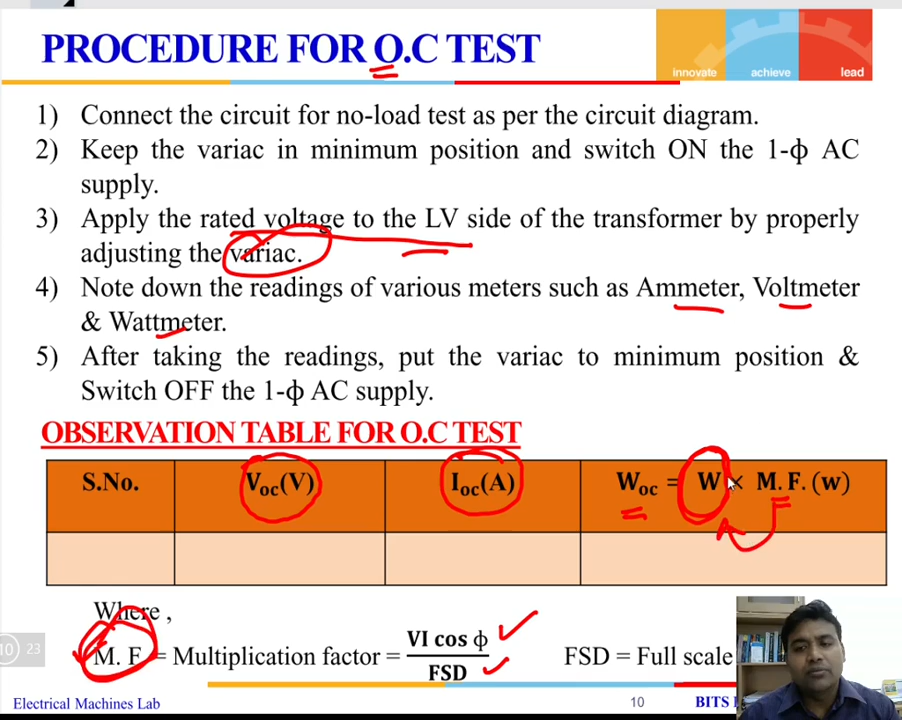 PROCEDURE FOR O.C TEST
innovate achieve lead
1) Connect the circuit for no-load test as per the circuit diagram.
2) Keep the variac in minimum position and switch ON the 1-ϕ AC
supply.
3) Apply the rated voltage to the LV side of the transformer by properly
adjusting the variac.
4) Note down the readings of various meters such as Ammeter, Voltmeter
& Wattmeter.
5) After taking the readings, put the variac to minimum position &
Switch OFF the 1-ϕ AC supply.
OBSERVATION TABLE FOR O.C TEST
S.No. Voc(V) Ioc(A) Woc = W × M. F. (w)
Where ,
M. F = Multiplication factor = VI cos ϕ / FSD FSD = Full scale
10 23
Electrical Machines Lab 10 BITS